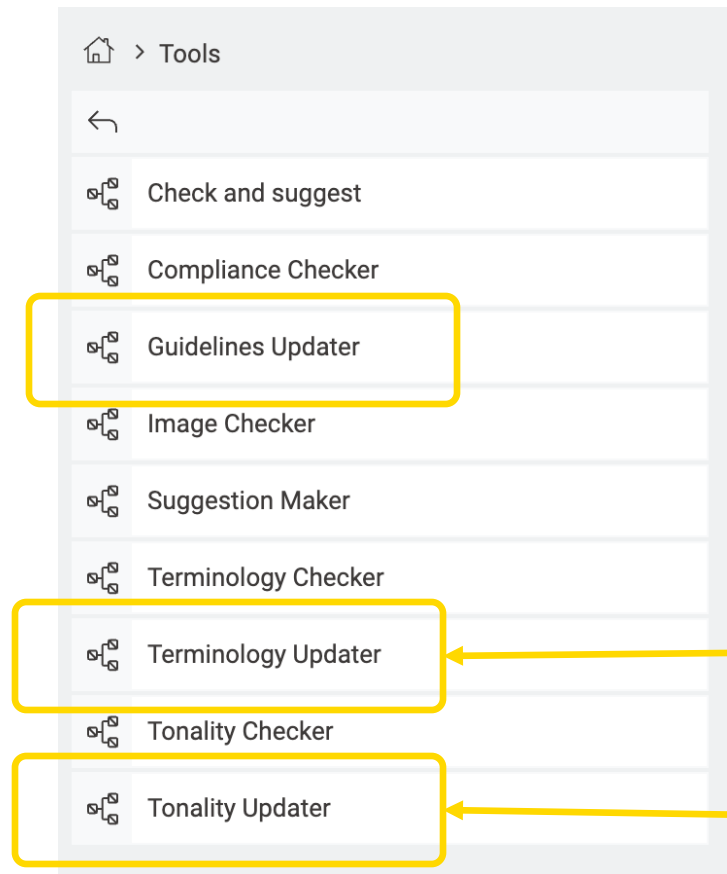 > Tools
Check and suggest
Compliance Checker
Guidelines Updater
Image Checker
Suggestion Maker
Terminology Checker
Terminology Updater
Tonality Checker
Tonality Updater